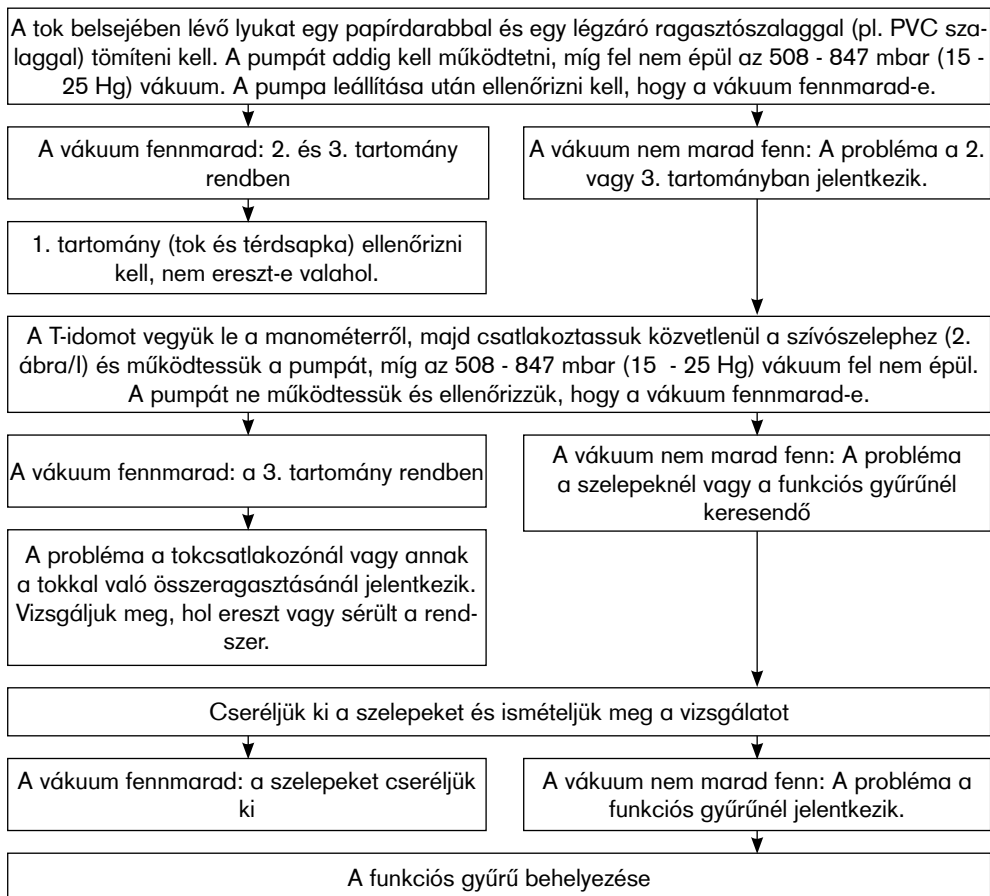 A tok belsejében lévő lyukat egy papírdarabbal és egy légzáró ragasztószalaggal (pl. PVC sza-
laggal) tömíteni kell. A pumpát addig kell működtetni, míg fel nem épül az 508 - 847 mbar (15 -
25 Hg) vákuum. A pumpa leállítása után ellenőrizni kell, hogy a vákuum fennmarad-e.
A vákuum fennmarad: 2. és 3. tartomány
rendben
A vákuum nem marad fenn: A probléma a 2.
vagy 3. tartományban jelentkezik.
1. tartomány (tok és térdsapka) ellenőrizni
kell, nem ereszt-e valahol.
A T-idomot vegyük le a manométerről, majd csatlakoztassuk közvetlenül a szívószelephez (2.
ábra/I) és működtessük a pumpát, míg az 508 - 847 mbar (15 - 25 Hg) vákuum fel nem épül.
A pumpát ne működtessük és ellenőrizzük, hogy a vákuum fennmarad-e.
A vákuum fennmarad: a 3. tartomány rendben
A vákuum nem marad fenn: A probléma
a szelepeknél vagy a funkciós gyűrűnél
keresendő
A probléma a tokcsatlakozónál vagy annak
a tokkal való összeragasztásánál jelentkezik.
Vizsgáljuk meg, hol ereszt vagy sérült a rend-
szer.
Cseréljük ki a szelepeket és ismételjük meg a vizsgálatot
A vákuum fennmarad: a szelepeket cseréljük
ki
A vákuum nem marad fenn: A probléma a
funkciós gyűrűnél jelentkezik.
A funkciós gyűrű behelyezése